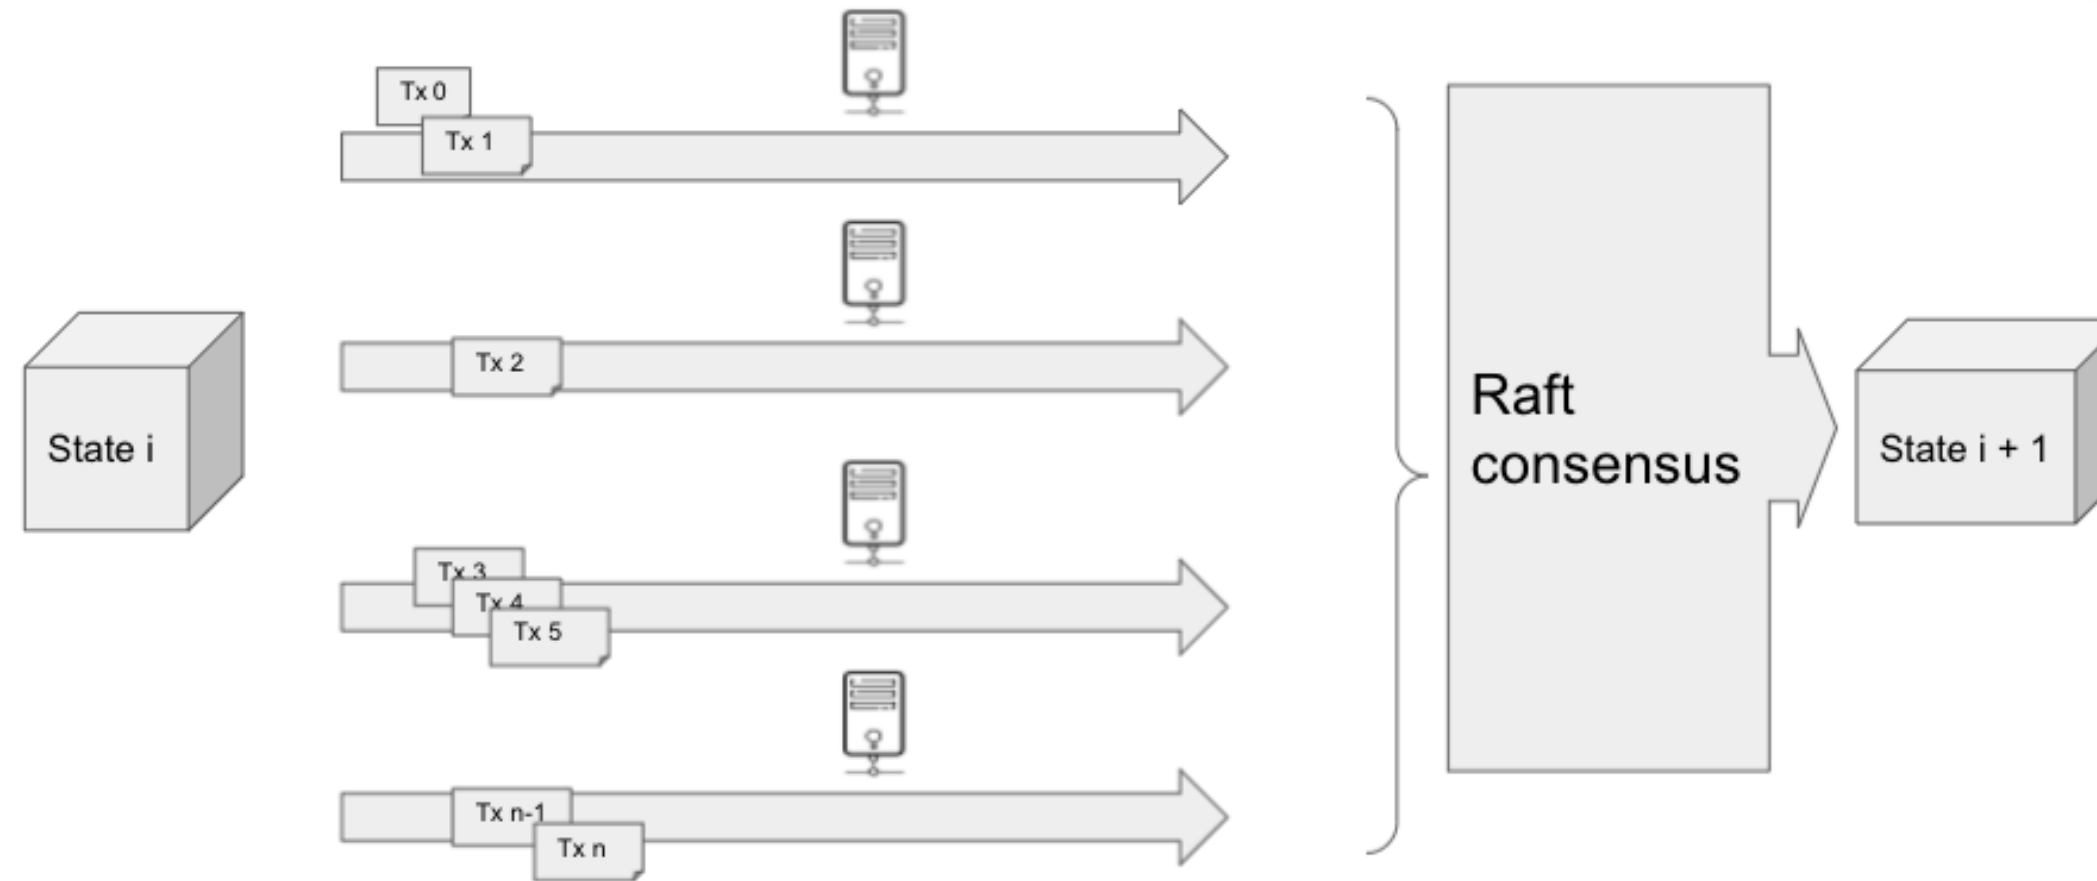 Tx 0
Tx 1
Tx 2
State i
Tx 3
Tx 4
Tx 5
Tx n-1
Tx n
Raft
consensus
State i + 1